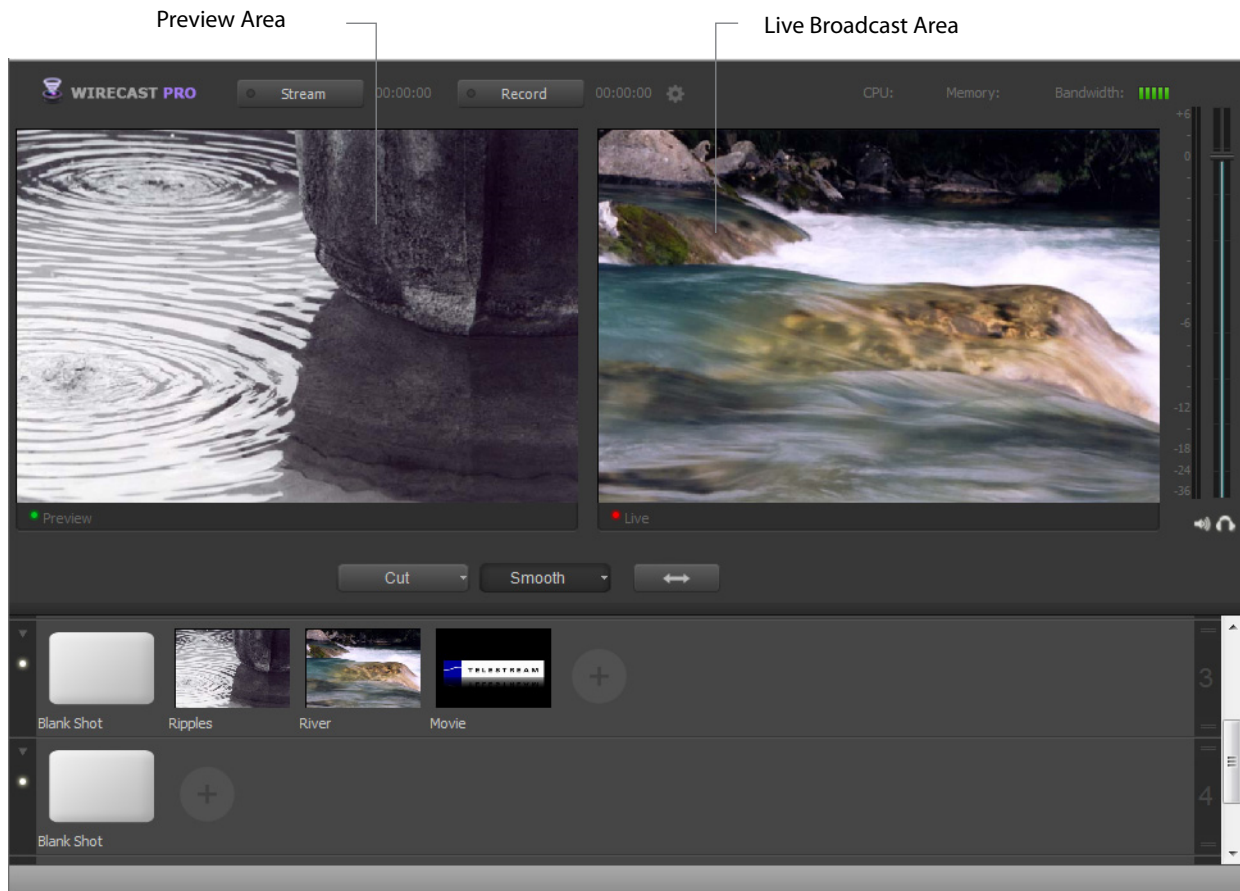 Preview Area
Live Broadcast Area
WIRECAST PRO
Stream
00:00:00
Record
00:00:00
CPU:
Memory:
Bandwidth:
+6
0
-6
-12
-18
-24
-36
Preview
Live
Cut
Smooth
TELESTREAM
3
Blank Shot
Ripples
River
Movie
4
Blank Shot